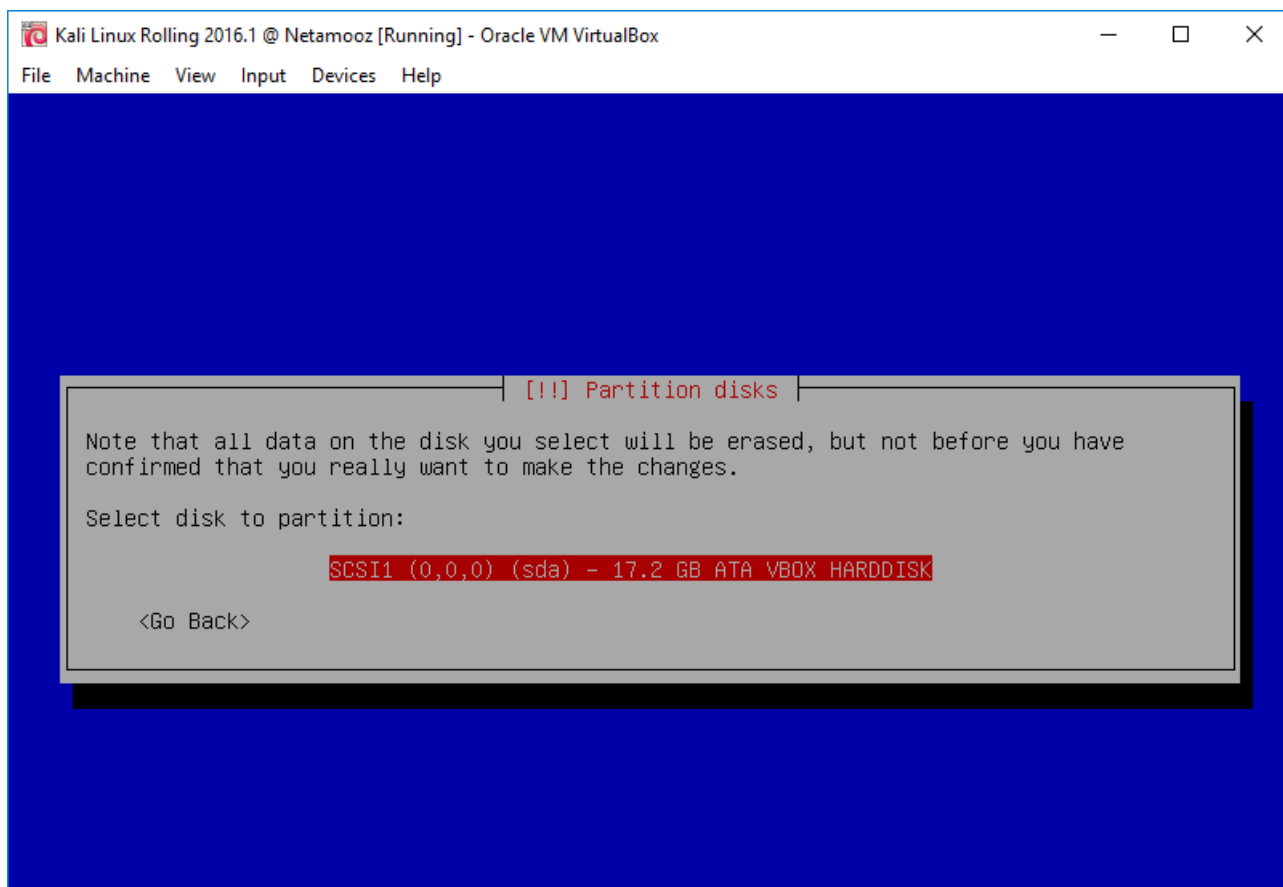 Kali Linux Rolling 2016.1 @ Netamooz [Running] - Oracle VM VirtualBox
File Machine View Input Devices Help
[!!] Partition disks
Note that all data on the disk you select will be erased, but not before you have
confirmed that you really want to make the changes.
Select disk to partition:
SCSI1 (0,0,0) (sda) - 17.2 GB ATA VBOX HARDDISK
<Go Back>